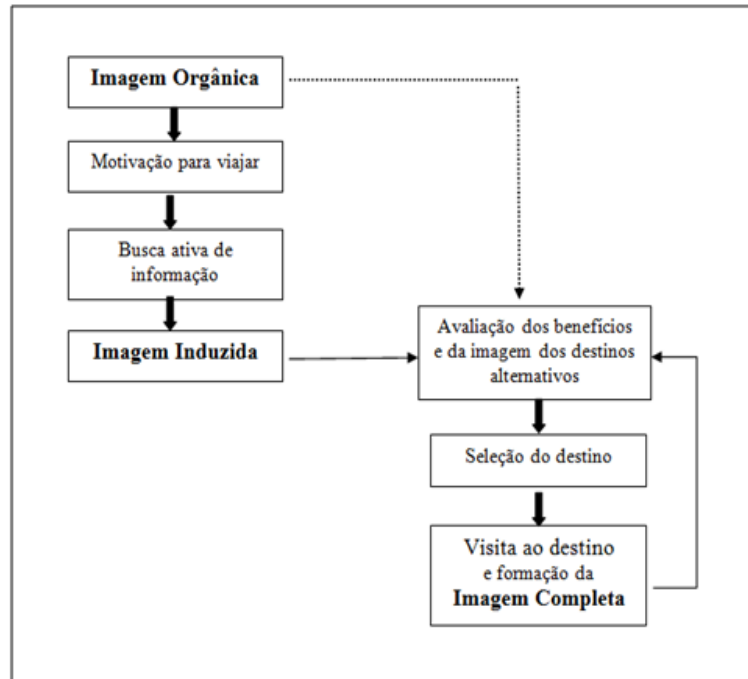 Imagem Orgânica
Motivação para viajar
Busca ativa de
informação
Imagem Induzida
Avaliação dos benefícios
e da imagem dos destinos
alternativos
Seleção do destino
Visita ao destino
e formação da
Imagem Completa